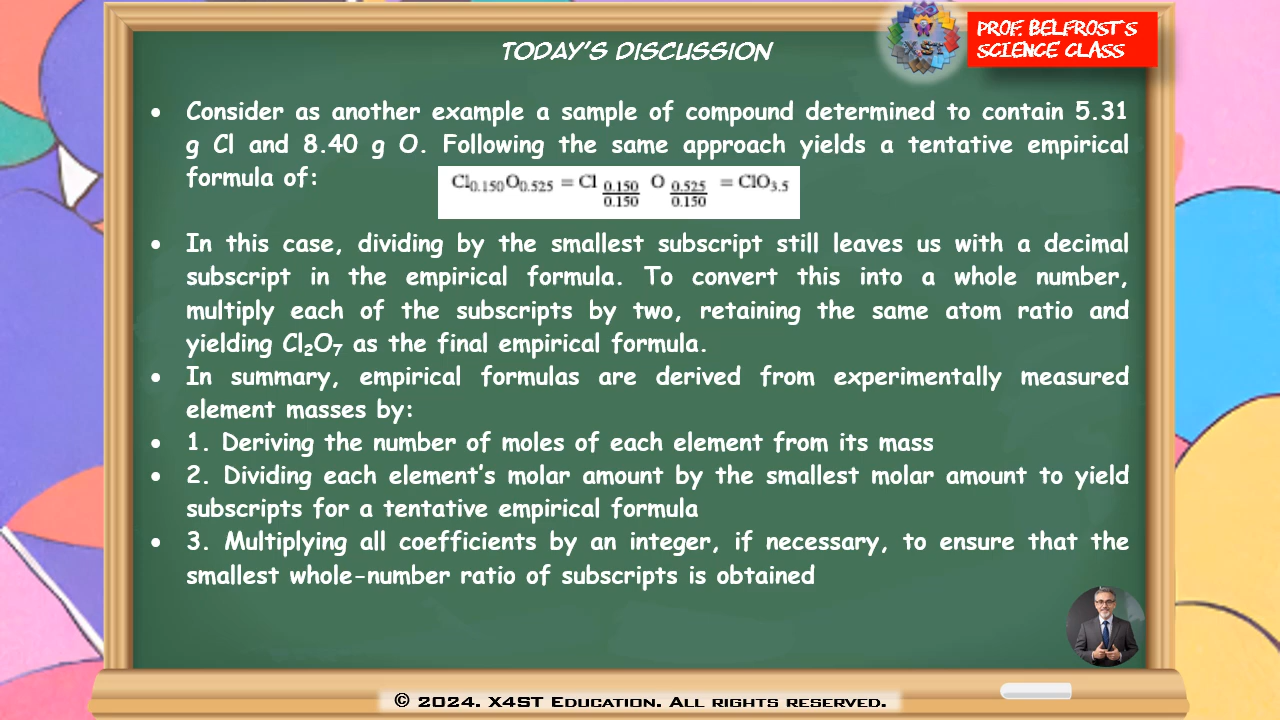 TODAY'S DISCUSSION
X4ST
PROF. BELFROST'S
SCIENCE CLASS
• Consider as another example a sample of compound determined to contain 5.31
g Cl and 8.40 g O. Following the same approach yields a tentative empirical
formula of:
Cl0.150O0.525 = Cl 0.150/0.150 O 0.525/0.150 = ClO3.5
• In this case, dividing by the smallest subscript still leaves us with a decimal
subscript in the empirical formula. To convert this into a whole number,
multiply each of the subscripts by two, retaining the same atom ratio and
yielding Cl₂O₇ as the final empirical formula.
• In summary, empirical formulas are derived from experimentally measured
element masses by:
• 1. Deriving the number of moles of each element from its mass
• 2. Dividing each element's molar amount by the smallest molar amount to yield
subscripts for a tentative empirical formula
• 3. Multiplying all coefficients by an integer, if necessary, to ensure that the
smallest whole-number ratio of subscripts is obtained
© 2024. X4ST Education. All rights reserved.